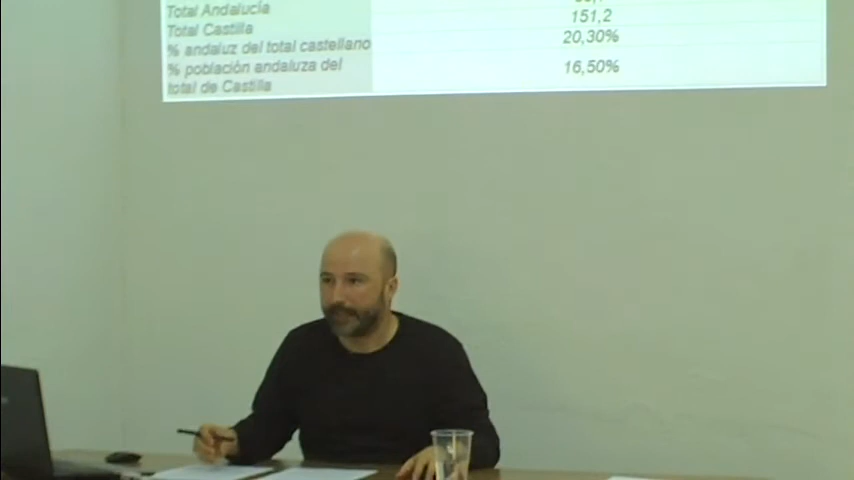 Total Andalucía
Total Castilla 151,2
% andaluz del total castellano 20,30%
% población andaluza del 16,50%
total de Castilla